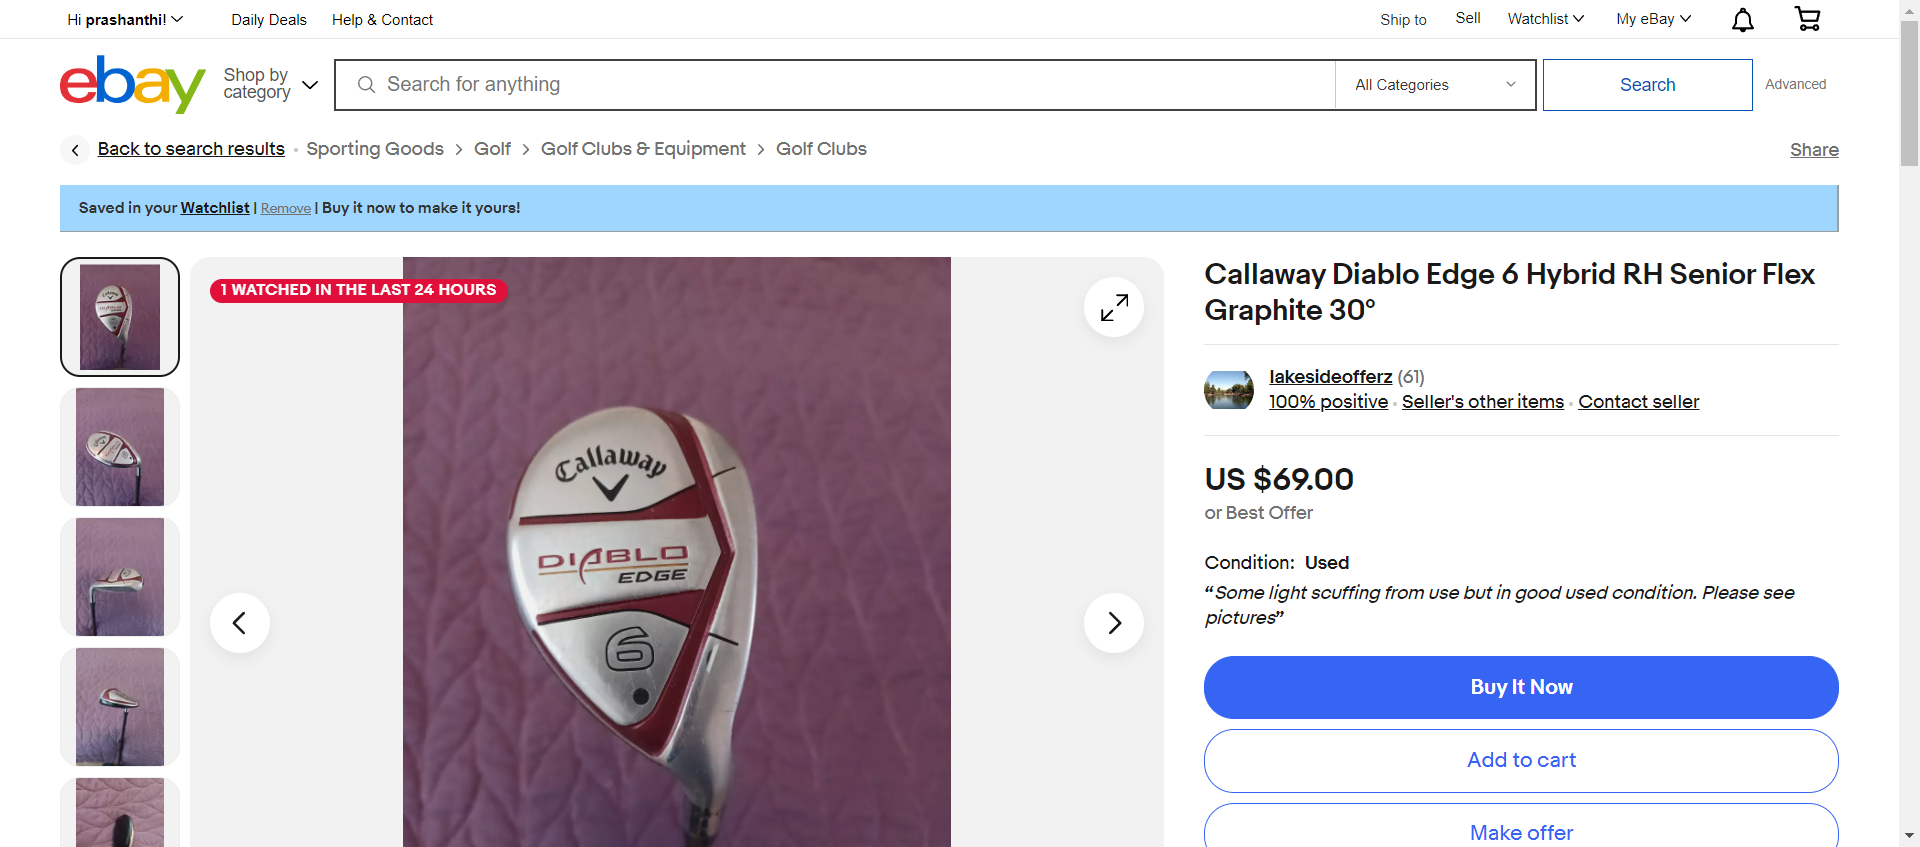 Hi prashanthi!
Daily Deals
Help & Contact
Ship to
Sell
Watchlist
My eBay
ebay
Shop by
category
Search for anything
All Categories
Search
Advanced
Back to search results
Sporting Goods
Golf
Golf Clubs & Equipment
Golf Clubs
Share
Saved in your Watchlist | Remove | Buy it now to make it yours!
1 WATCHED IN THE LAST 24 HOURS
Callaway
DIABLO
EDGE
6
Callaway Diablo Edge 6 Hybrid RH Senior Flex
Graphite 30°
lakesideofferz (61)
100% positive
Seller's other items
Contact seller
US $69.00
or Best Offer
Condition: Used
“Some light scuffing from use but in good used condition. Please see
pictures”
Buy It Now
Add to cart
Make offer